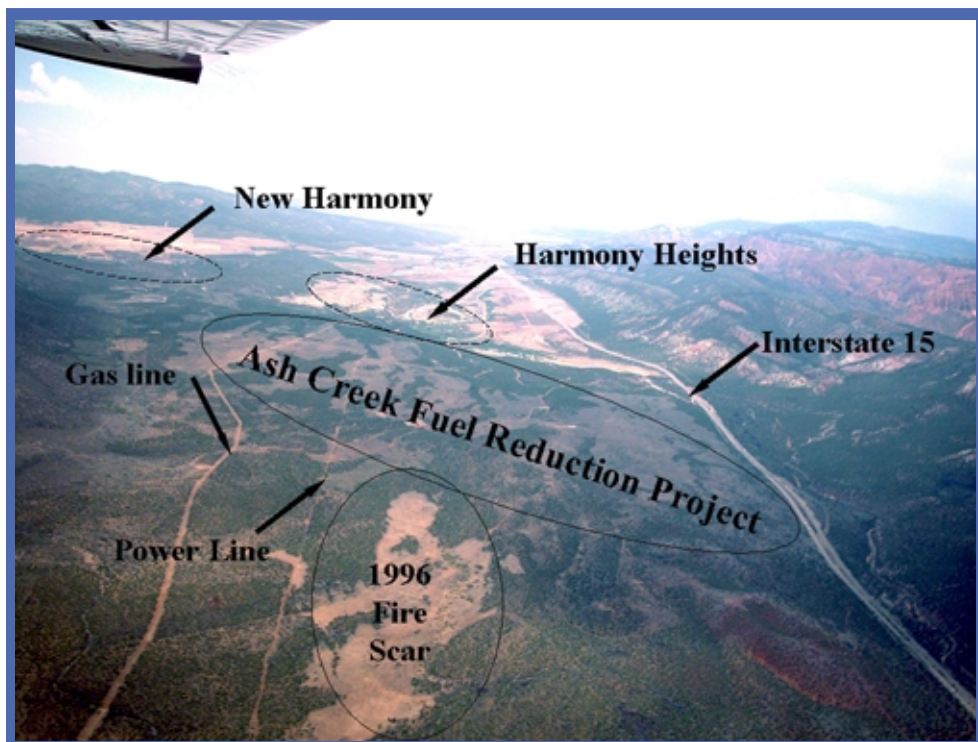 New Harmony
Harmony Heights
Interstate 15
Gas line
Ash Creek Fuel Reduction Project
Power Line
1996
Fire
Scar